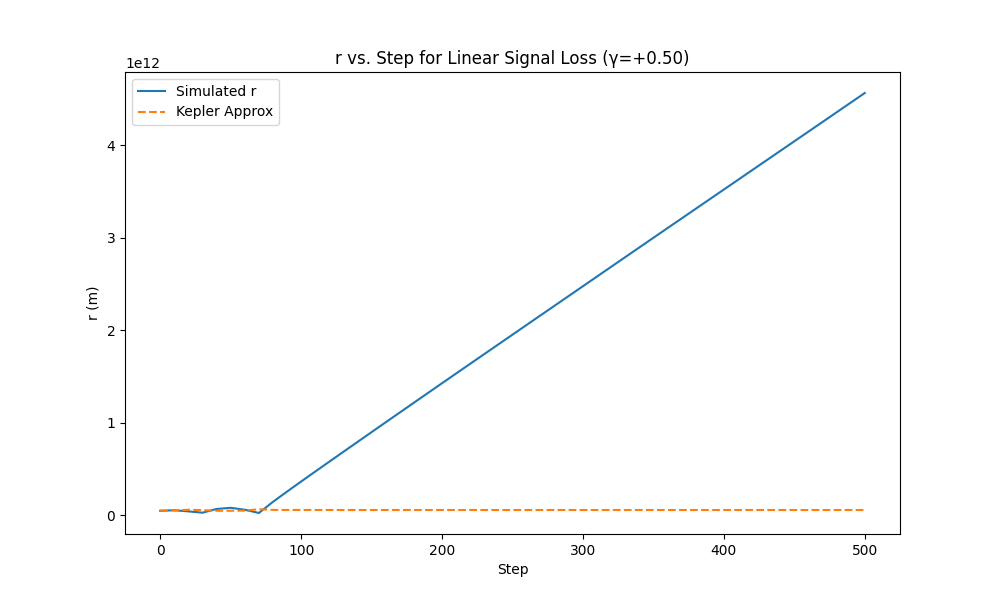 r vs. Step for Linear Signal Loss (γ=+0.50)
1e12
Simulated r
Kepler Approx
4
3
2
1
0
r (m)
0 100 200 300 400 500
Step